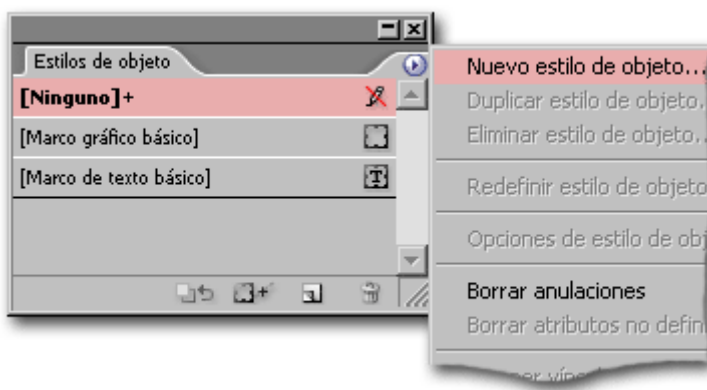 Estilos de objeto
[Ninguno]+
[Marco gráfico básico]
[Marco de texto básico]
Nuevo estilo de objeto...
Duplicar estilo de objeto.
Eliminar estilo de objeto..
Redefinir estilo de objeto
Opciones de estilo de obj
Borrar anulaciones
Borrar atributos no defin